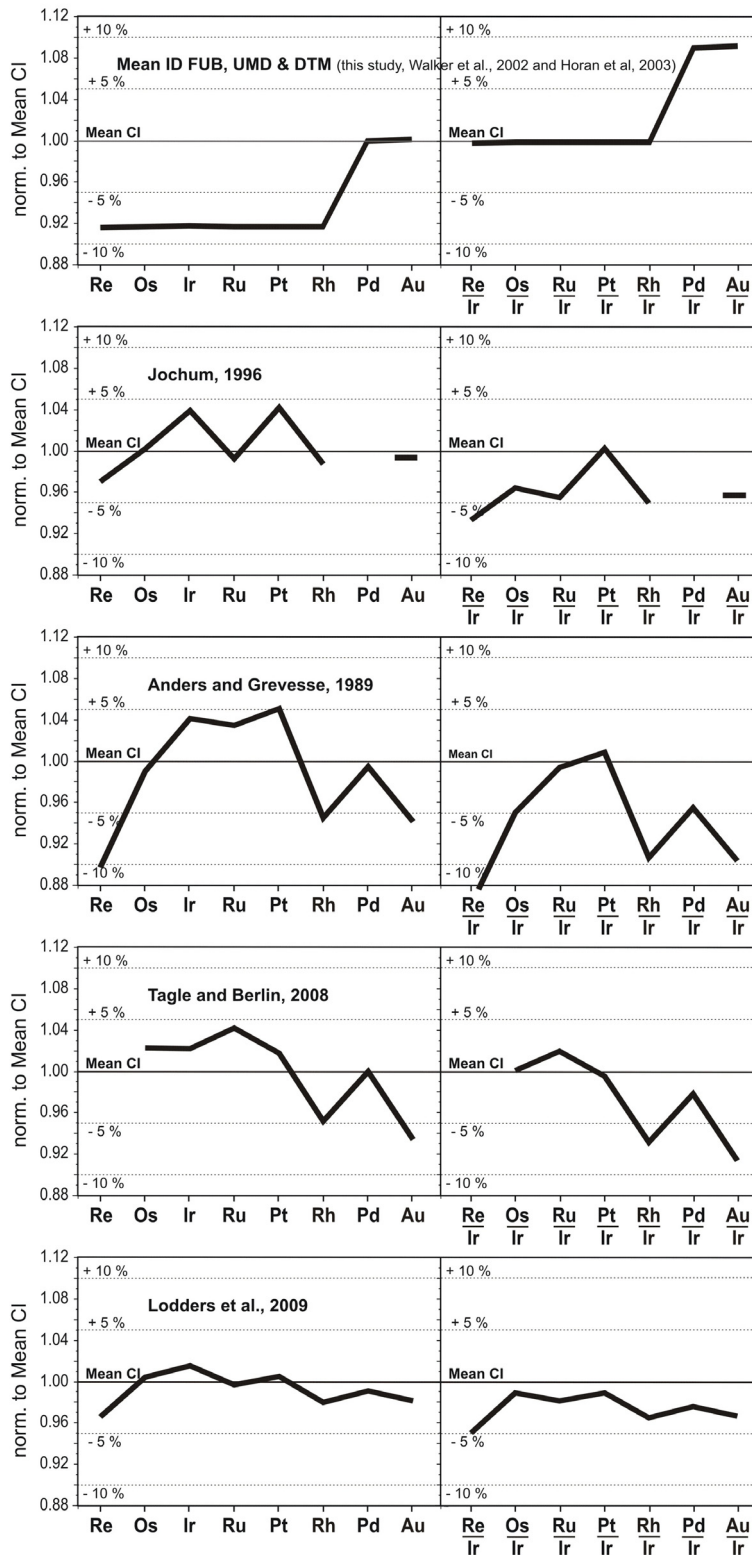 1.12
+ 10 %
+ 10 %
Mean ID FUB, UMD & DTM (this study, Walker et al., 2002 and Horan et al, 2003)
1.08
+ 5 %
+ 5 %
1.04
Mean CI
Mean CI
1.00
0.96
- 5 %
- 5 %
0.92
- 10 %
- 10 %
0.88
norm. to Mean CI
Re Os Ir Ru Pt Rh Pd Au
Re Os Ru Pt Rh Pd Au
Ir Ir Ir Ir Ir Ir Ir
1.12
+ 10 %
+ 10 %
1.08
Jochum, 1996
+ 5 %
+ 5 %
1.04
Mean CI
Mean CI
1.00
0.96
- 5 %
- 5 %
0.92
- 10 %
- 10 %
0.88
norm. to Mean CI
Re Os Ir Ru Pt Rh Pd Au
Re Os Ru Pt Rh Pd Au
Ir Ir Ir Ir Ir Ir Ir
1.12
+ 10 %
+ 10 %
1.08
Anders and Grevesse, 1989
+ 5 %
+ 5 %
1.04
Mean CI
Mean CI
1.00
0.96
- 5 %
- 5 %
0.92
- 10 %
- 10 %
0.88
norm. to Mean CI
Re Os Ir Ru Pt Rh Pd Au
Re Os Ru Pt Rh Pd Au
Ir Ir Ir Ir Ir Ir Ir
1.12
+ 10 %
+ 10 %
1.08
Tagle and Berlin, 2008
+ 5 %
+ 5 %
1.04
Mean CI
Mean CI
1.00
0.96
- 5 %
- 5 %
0.92
- 10 %
- 10 %
0.88
norm. to Mean CI
Re Os Ir Ru Pt Rh Pd Au
Re Os Ru Pt Rh Pd Au
Ir Ir Ir Ir Ir Ir Ir
1.12
+ 10 %
+ 10 %
1.08
Lodders et al., 2009
+ 5 %
+ 5 %
1.04
Mean CI
Mean CI
1.00
0.96
- 5 %
- 5 %
0.92
- 10 %
- 10 %
0.88
norm. to Mean CI
Re Os Ir Ru Pt Rh Pd Au
Re Os Ru Pt Rh Pd Au
Ir Ir Ir Ir Ir Ir Ir